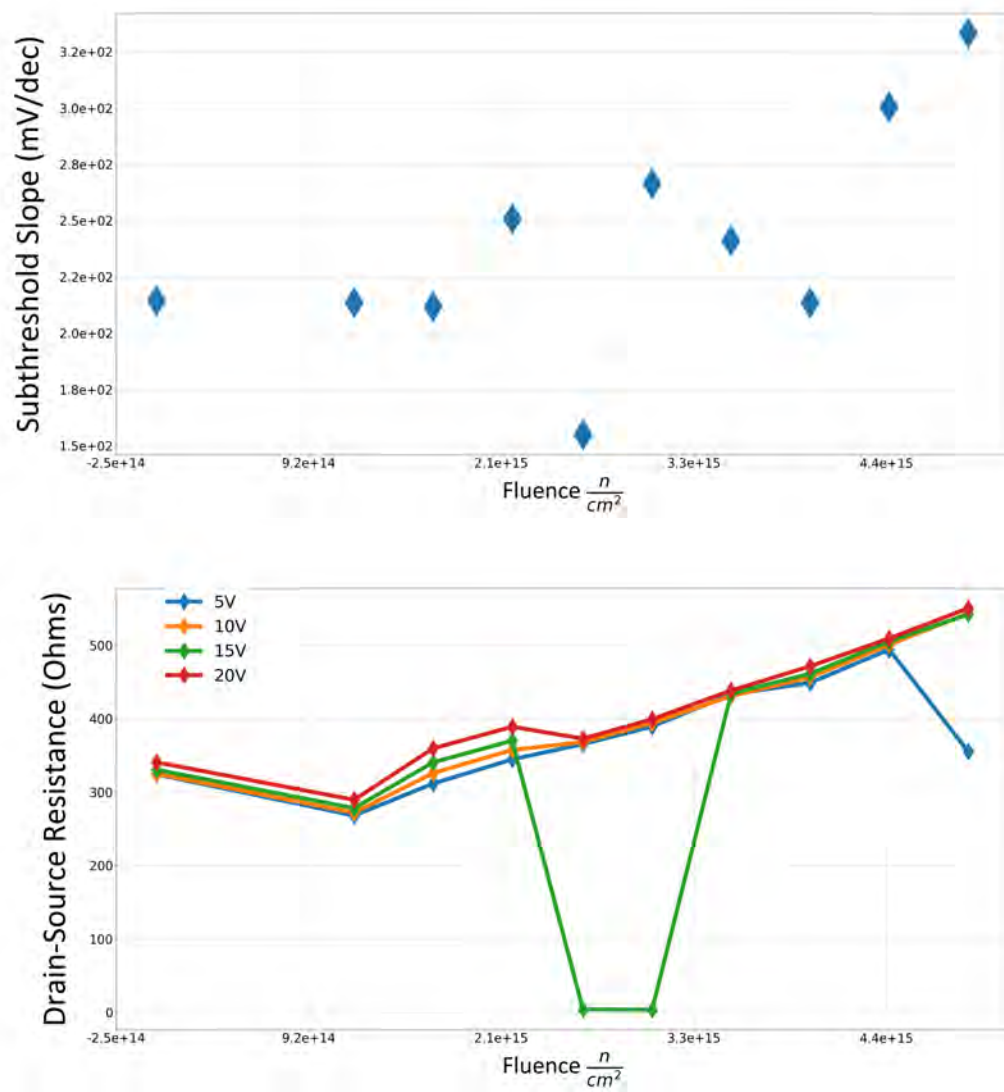 Subthreshold Slope (mV/dec)
3.2e+02
3.0e+02
2.8e+02
2.5e+02
2.2e+02
2.0e+02
1.8e+02
1.5e+02
-2.5e+14 9.2e+14 2.1e+15 3.3e+15 4.4e+15
Fluence n/cm²
Drain-Source Resistance (Ohms)
5V
10V
15V
20V
500
400
300
200
100
0
-2.5e+14 9.2e+14 2.1e+15 3.3e+15 4.4e+15
Fluence n/cm²